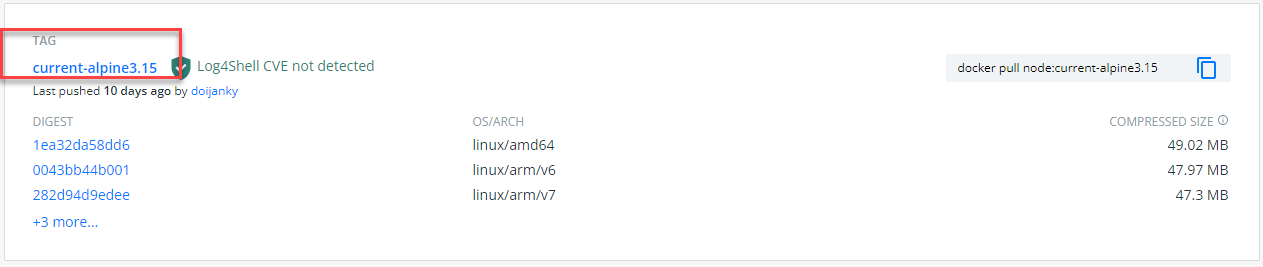 TAG
current-alpine3.15 Log4Shell CVE not detected docker pull node:current-alpine3.15
Last pushed 10 days ago by doijanky
DIGEST OS/ARCH COMPRESSED SIZE
1ea32da58dd6 linux/amd64 49.02 MB
0043bb44b001 linux/arm/v6 47.97 MB
282d94d9edee linux/arm/v7 47.3 MB
+3 more...